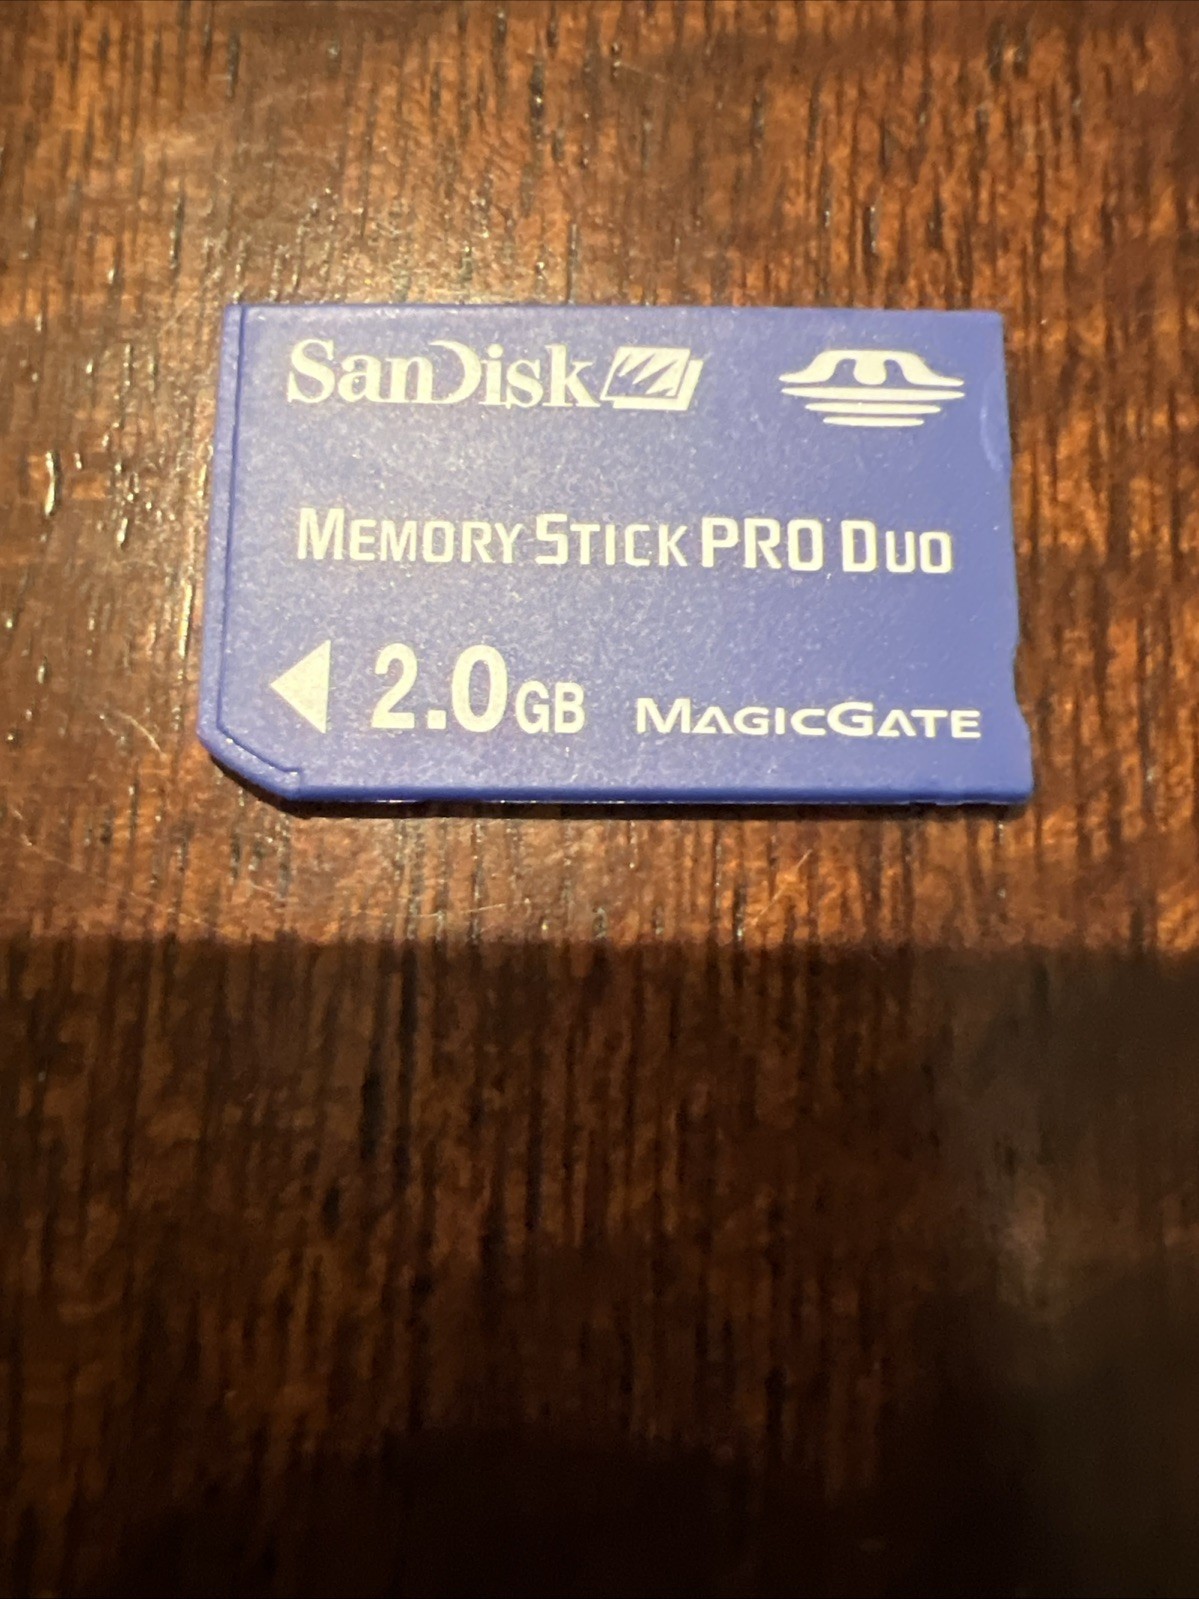 SanDisk
MEMORY STICK PRO DUO
2.0GB MAGICGATE